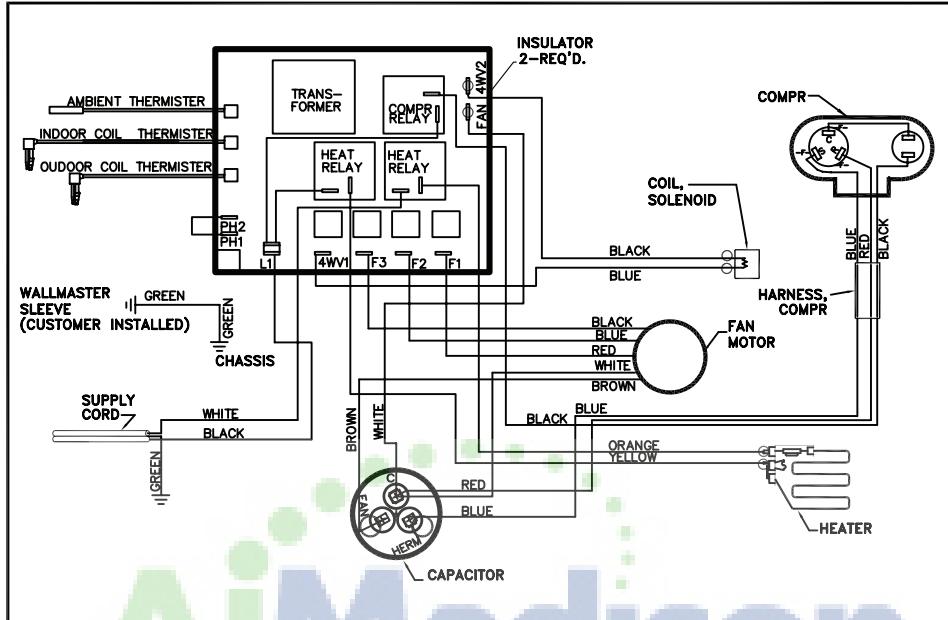 INSULATOR
2-REQ'D.
4WV2
FAN
TRANS-
FORMER
COMPR
RELAY
AMBIENT THERMISTER
INDOOR COIL THERMISTER
OUDOOR COIL THERMISTER
HEAT
RELAY
HEAT
RELAY
PH2
PH1
L1
4WV1
F3
F2
F1
COMPR
C
S
R
COIL,
SOLENOID
BLUE
RED
BLACK
BLACK
BLUE
HARNESS,
COMPR
WALLMASTER
SLEEVE
(CUSTOMER INSTALLED)
GREEN
GREEN
CHASSIS
BLACK
BLUE
RED
WHITE
BROWN
FAN
MOTOR
SUPPLY
CORD
WHITE
BLACK
GREEN
BROWN
WHITE
BLUE
BLACK
ORANGE
YELLOW
RED
BLUE
C
FAN
HERM
CAPACITOR
HEATER
AjMadison